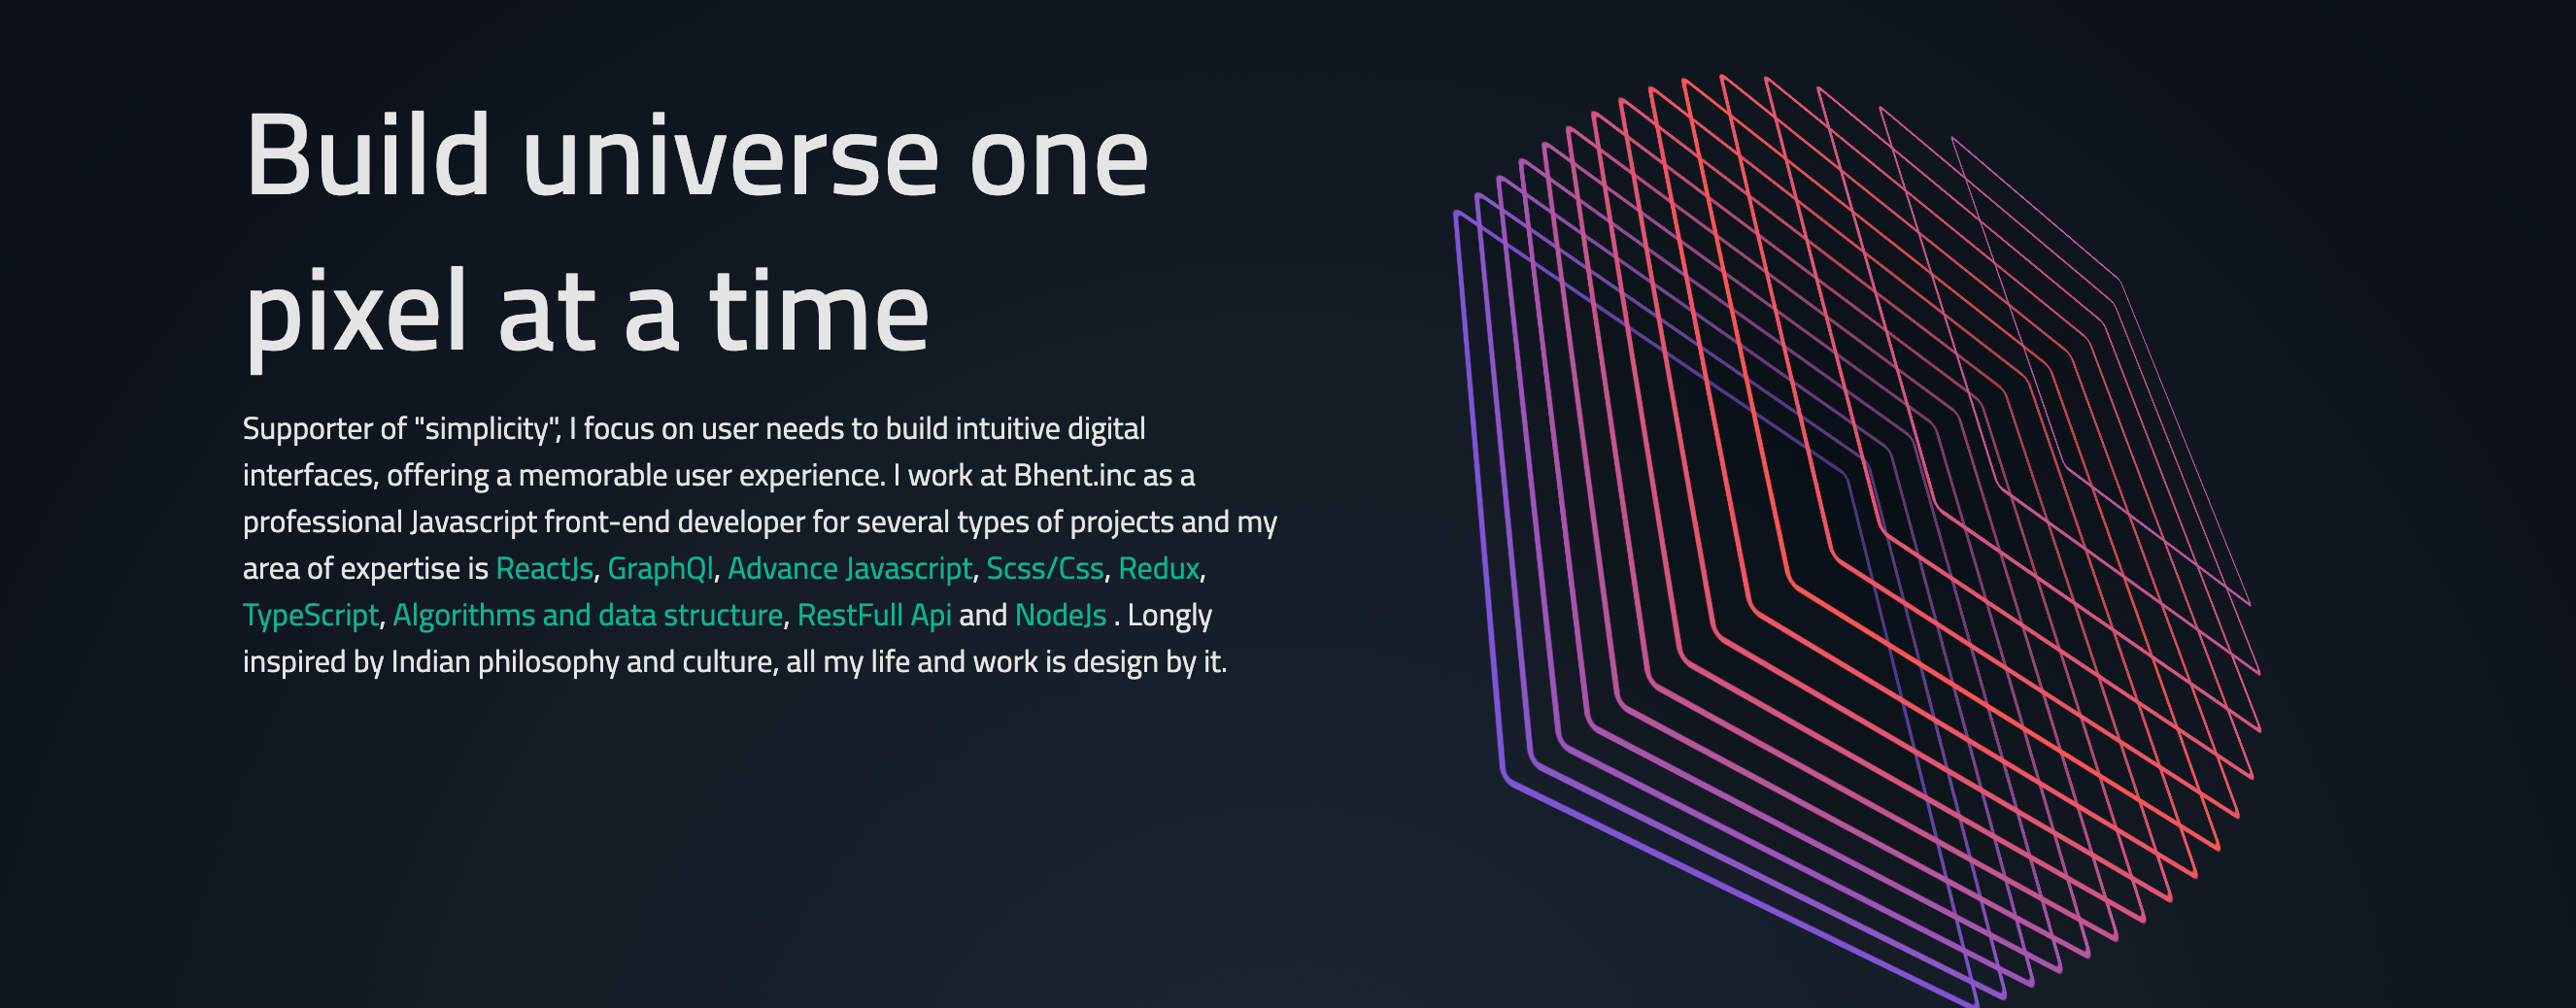 Build universe one
pixel at a time
Supporter of "simplicity", I focus on user needs to build intuitive digital
interfaces, offering a memorable user experience. I work at Bhent.inc as a
professional Javascript front-end developer for several types of projects and my
area of expertise is ReactJs, GraphQl, Advance Javascript, Scss/Css, Redux,
TypeScript, Algorithms and data structure, RestFull Api and NodeJs . Longly
inspired by Indian philosophy and culture, all my life and work is design by it.